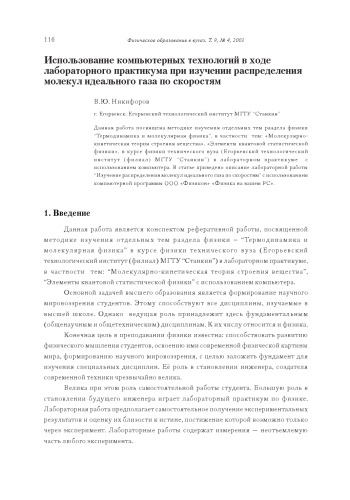 116 Физическое образование в вузах. Т. 9, № 4, 2003
Использование компьютерных технологий в ходе
лабораторного практикума при изучении распределения
молекул идеального газа по скоростям
В.Ю. Никифоров
г. Егорьевск, Егорьевский технологический институт МГТУ "Станкин"
Данная работа посвящена методике изучения отдельных тем раздела физики
"Термодинамика и молекулярная физика", в частности тем: «Молекулярно-
кинетическая теория строения вещества», «Элементы квантовой статистической
физики», в курсе физики технического вуза (Егорьевский технологический
институт (филиал) МГТУ "Станкин") в лабораторном практикуме с
использованием компьютера. В статье приведено описание лабораторной работы
"Изучение распределения молекул идеального газа по скоростям" с использованием
компьютерной программы ООО «Физикон» «Физика на вашем PC».
1. Введение
Данная работа является конспектом реферативной работы, посвященной
методике изучения отдельных тем раздела физики – "Термодинамика и
молекулярная физика" в курсе физики технического вуза (Егорьевский
технологический институт (филиал) МГТУ "Станкин") в лабораторном практикуме,
в частности тем: "Молекулярно-кинетическая теория строения вещества",
"Элементы квантовой статистической физики" с использованием компьютера.
Основной задачей высшего образования является формирование научного
мировоззрения студентов. Этому способствуют все дисциплины, изучаемые в
высшей школе. Однако ведущая роль принадлежит здесь фундаментальным
(общенаучным и общетехническим) дисциплинам. К их числу относится и физика.
Конечная цель в преподавании физики известна: способствовать развитию
физического мышления студентов, освоению ими современной физической картины
мира, формированию научного мировоззрения, с целью заложить фундамент для
изучения специальных дисциплин. Её роль в становлении инженера, создателя
современной техники чрезвычайно велика.
Велика при этом роль самостоятельной работы студента. Большую роль в
становлении будущего инженера играет лабораторный практикум по физике.
Лабораторная работа предполагает самостоятельное получение экспериментальных
результатов и оценку их близости к истине, постижение которой возможно только
через эксперимент. Лабораторные работы содержат измерения — неотъемлемую
часть любого эксперимента.